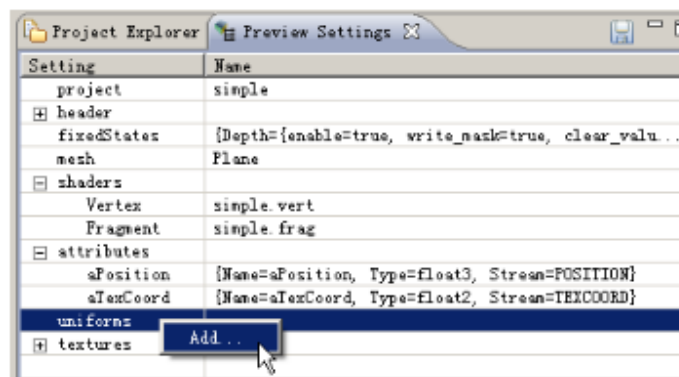 Project Explorer Preview Settings
Setting Name
project simple
header
fixedStates {Depth={enable=true, write_mask=true, clear_valu...
mesh Plane
shaders
Vertex simple.vert
Fragment simple.frag
attributes
aPosition {Name=aPosition, Type=float3, Stream=POSITION}
aTexCoord {Name=aTexCoord, Type=float2, Stream=TEXCOORD}
uniforms
Add...
textures